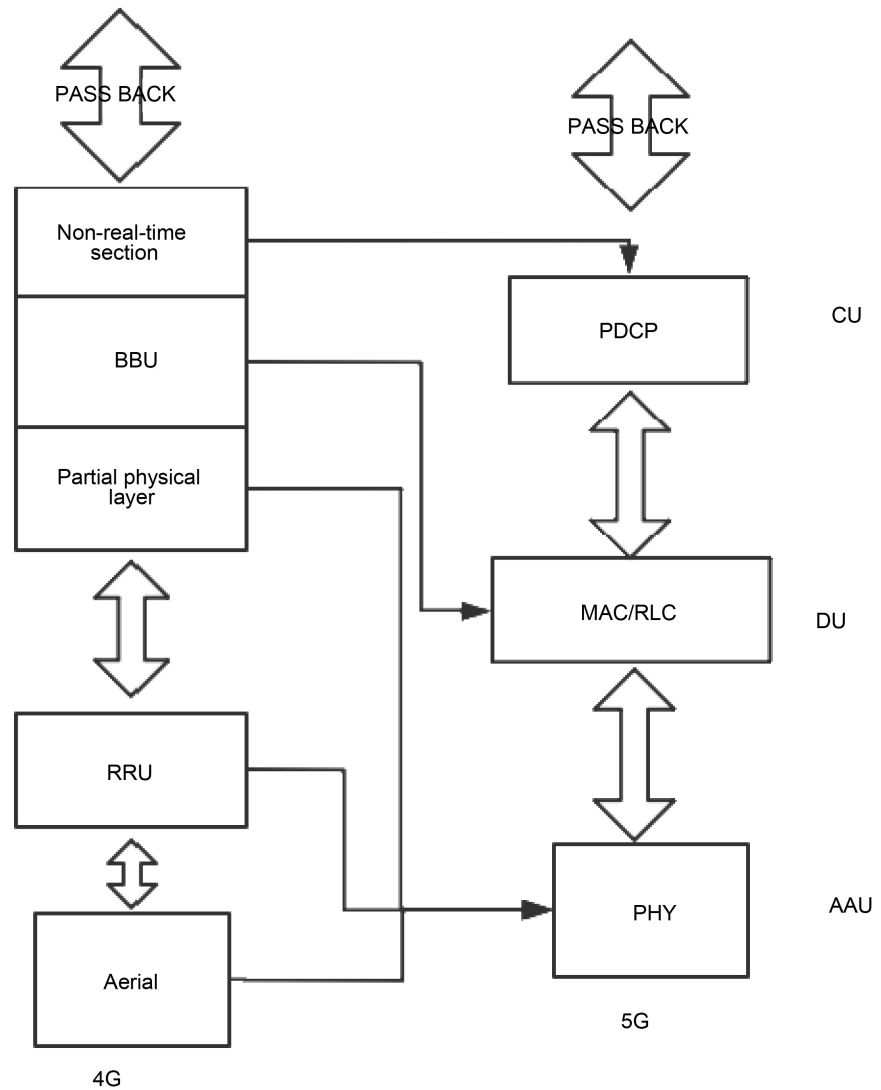 PASS BACK
PASS BACK
Non-real-time
section
PDCP
CU
BBU
Partial physical
layer
MAC/RLC
DU
RRU
PHY
AAU
Aerial
5G
4G